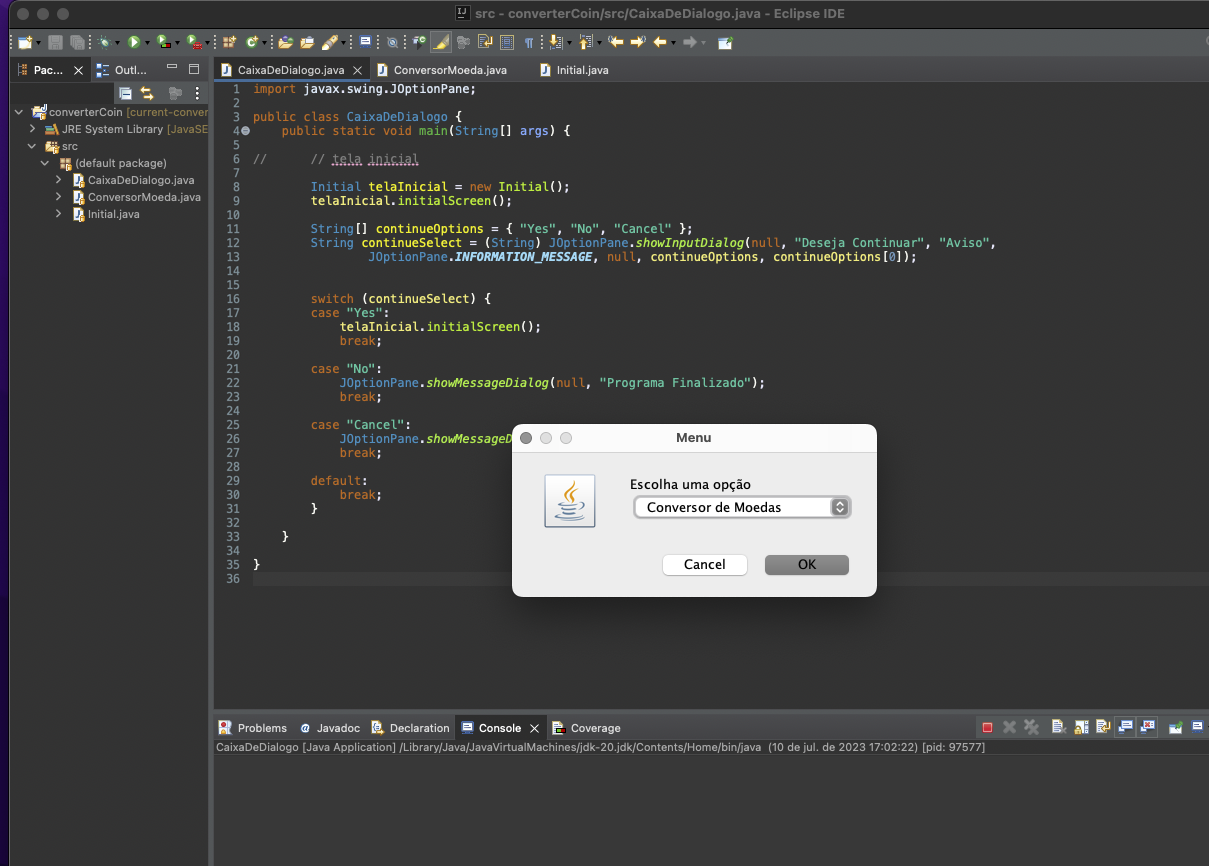 src - converterCoin/src/CaixaDeDialogo.java - Eclipse IDE
Pac...
Outl...
CaixaDeDialogo.java
ConversorMoeda.java
Initial.java
converterCoin [current-conver
JRE System Library [JavaSE
src
(default package)
CaixaDeDialogo.java
ConversorMoeda.java
Initial.java
1 import javax.swing.JOptionPane;
2
3 public class CaixaDeDialogo {
4 public static void main(String[] args) {
5
6 // // tela inicial
7
8 Initial telaInicial = new Initial();
9 telaInicial.initialScreen();
10
11 String[] continueOptions = { "Yes", "No", "Cancel" };
12 String continueSelect = (String) JOptionPane.showInputDialog(null, "Deseja Continuar", "Aviso",
13 JOptionPane.INFORMATION_MESSAGE, null, continueOptions, continueOptions[0]);
14
15
16 switch (continueSelect) {
17 case "Yes":
18 telaInicial.initialScreen();
19 break;
20
21 case "No":
22 JOptionPane.showMessageDialog(null, "Programa Finalizado");
23 break;
24
25 case "Cancel":
26 JOptionPane.showMessageD
27 break;
28
29 default:
30 break;
31 }
32
33 }
34
35 }
36
Menu
Escolha uma opção
Conversor de Moedas
Cancel
OK
Problems
Javadoc
Declaration
Console
Coverage
CaixaDeDialogo [Java Application] /Library/Java/JavaVirtualMachines/jdk-20.jdk/Contents/Home/bin/java (10 de jul. de 2023 17:02:22) [pid: 97577]